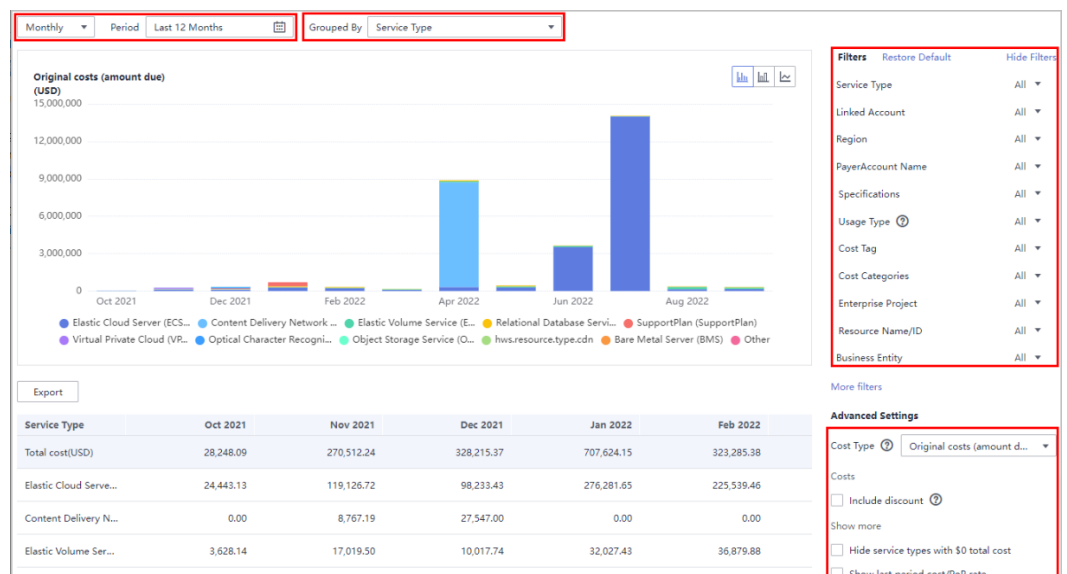 Monthly Period Last 12 Months Grouped By Service Type
Original costs (amount due)
(USD)
15,000,000
12,000,000
9,000,000
6,000,000
3,000,000
0
Oct 2021 Dec 2021 Feb 2022 Apr 2022 Jun 2022 Aug 2022
Elastic Cloud Server (ECS... Content Delivery Network ... Elastic Volume Service (E... Relational Database Servi... SupportPlan (SupportPlan)
Virtual Private Cloud (VP... Optical Character Recogni... Object Storage Service (O... hws.resource.type.cdn Bare Metal Server (BMS) Other
Filters Restore Default Hide Filters
Service Type All
Linked Account All
Region All
PayerAccount Name All
Specifications All
Usage Type ? All
Cost Tag All
Cost Categories All
Enterprise Project All
Resource Name/ID All
Business Entity All
More filters
Export
Service Type Oct 2021 Nov 2021 Dec 2021 Jan 2022 Feb 2022
Total cost(USD) 28,248.09 270,512.24 328,215.37 707,624.15 323,285.38
Elastic Cloud Serve... 24,443.13 119,126.72 98,233.43 276,281.65 225,539.46
Content Delivery N... 0.00 8,767.19 27,547.00 0.00 0.00
Elastic Volume Ser... 3,628.14 17,019.50 10,017.74 32,027.43 36,879.88
Advanced Settings
Cost Type ? Original costs (amount d...
Costs
Include discount ?
Show more
Hide service types with $0 total cost
Show last period cost/PoP rate